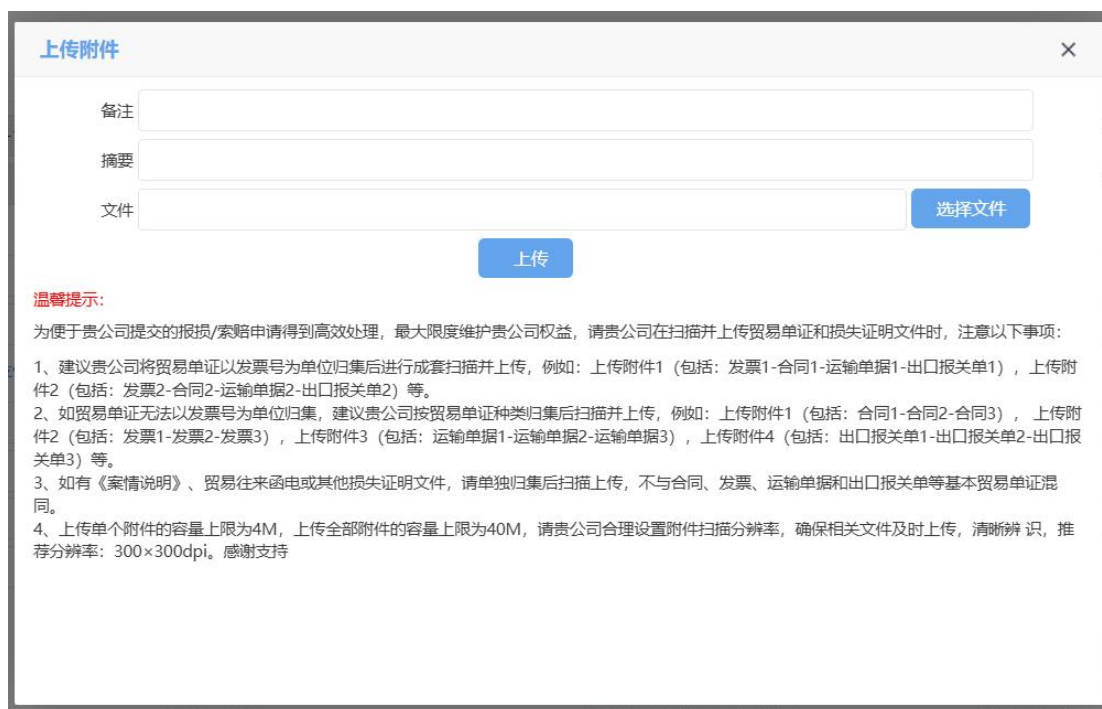 上传附件
×
备注
摘要
文件
选择文件
上传
温馨提示：
为便于贵公司提交的报损/索赔申请得到高效处理，最大限度维护贵公司权益，请贵公司在扫描并上传贸易单证和损失证明文件时，注意以下事项：
1、建议贵公司将贸易单证以发票号为单位归集后进行成套扫描并上传，例如：上传附件1（包括：发票1-合同1-运输单据1-出口报关单1），上传附
件2（包括：发票2-合同2-运输单据2-出口报关单2）等。
2、如贸易单证无法以发票号为单位归集，建议贵公司按贸易单证种类归集后扫描并上传，例如：上传附件1（包括：合同1-合同2-合同3）， 上传附
件2（包括：发票1-发票2-发票3），上传附件3（包括：运输单据1-运输单据2-运输单据3），上传附件4（包括：出口报关单1-出口报关单2-出口报
关单3）等。
3、如有《案情说明》、贸易往来函电或其他损失证明文件，请单独归集后扫描上传，不与合同、发票、运输单据和出口报关单等基本贸易单证混
同。
4、上传单个附件的容量上限为4M，上传全部附件的容量上限为40M，请贵公司合理设置附件扫描分辨率，确保相关文件及时上传，清晰辨 识，推
荐分辨率：300×300dpi。感谢支持